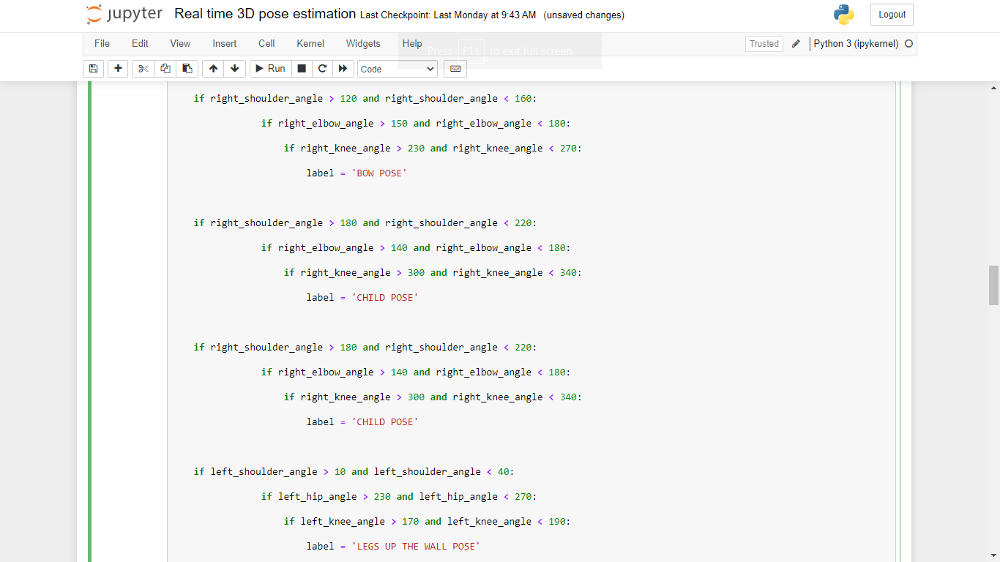 jupyter Real time 3D pose estimation Last Checkpoint: Last Monday at 9:43 AM (unsaved changes)
Logout
File Edit View Insert Cell Kernel Widgets Help
Press F11 to exit full screen
Trusted
Python 3 (ipykernel)
Run
Code
if right_shoulder_angle > 120 and right_shoulder_angle < 160:
if right_elbow_angle > 150 and right_elbow_angle < 180:
if right_knee_angle > 230 and right_knee_angle < 270:
label = 'BOW POSE'
if right_shoulder_angle > 180 and right_shoulder_angle < 220:
if right_elbow_angle > 140 and right_elbow_angle < 180:
if right_knee_angle > 300 and right_knee_angle < 340:
label = 'CHILD POSE'
if right_shoulder_angle > 180 and right_shoulder_angle < 220:
if right_elbow_angle > 140 and right_elbow_angle < 180:
if right_knee_angle > 300 and right_knee_angle < 340:
label = 'CHILD POSE'
if left_shoulder_angle > 10 and left_shoulder_angle < 40:
if left_hip_angle > 230 and left_hip_angle < 270:
if left_knee_angle > 170 and left_knee_angle < 190:
label = 'LEGS UP THE WALL POSE'